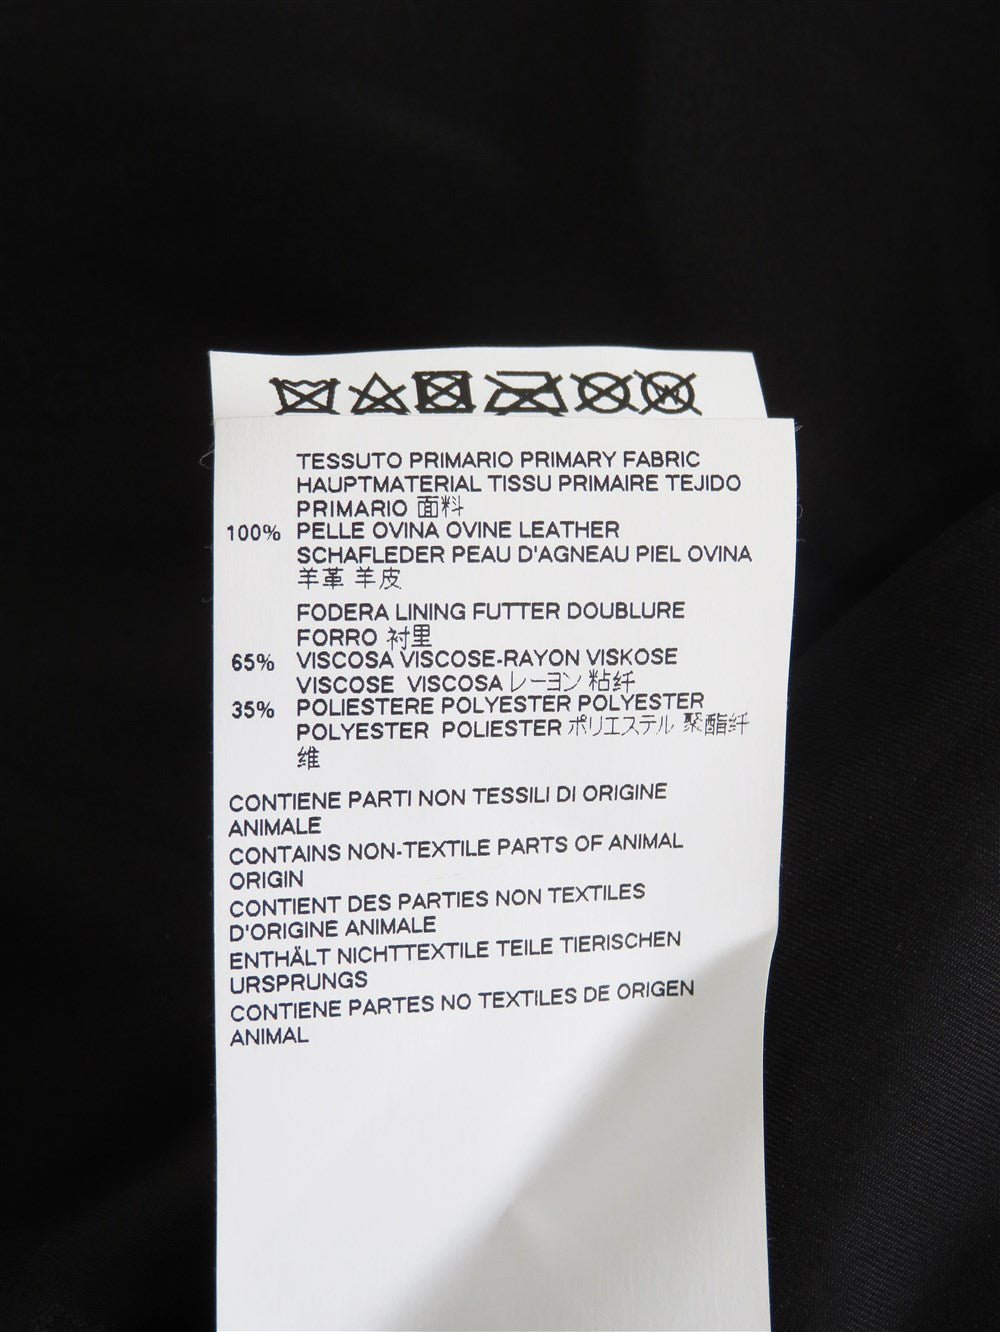 TESSUTO PRIMARIO PRIMARY FABRIC
HAUPTMATERIAL TISSU PRIMAIRE TEJIDO
PRIMARIO 面料
100% PELLE OVINA OVINE LEATHER
SCHAFLEDER PEAU D'AGNEAU PIEL OVINA
羊革 羊皮
FODERA LINING FUTTER DOUBLURE
FORRO 衬里
65% VISCOSA VISCOSE-RAYON VISKOSE
VISCOSE VISCOSA レーヨン 粘纤
35% POLIESTERE POLYESTER POLYESTER
POLYESTER POLIESTER ポリエステル 聚酯纤
维
CONTIENE PARTI NON TESSILI DI ORIGINE
ANIMALE
CONTAINS NON-TEXTILE PARTS OF ANIMAL
ORIGIN
CONTIENT DES PARTIES NON TEXTILES
D'ORIGINE ANIMALE
ENTHÄLT NICHTTEXTILE TEILE TIERISCHEN
URSPRUNGS
CONTIENE PARTES NO TEXTILES DE ORIGEN
ANIMAL